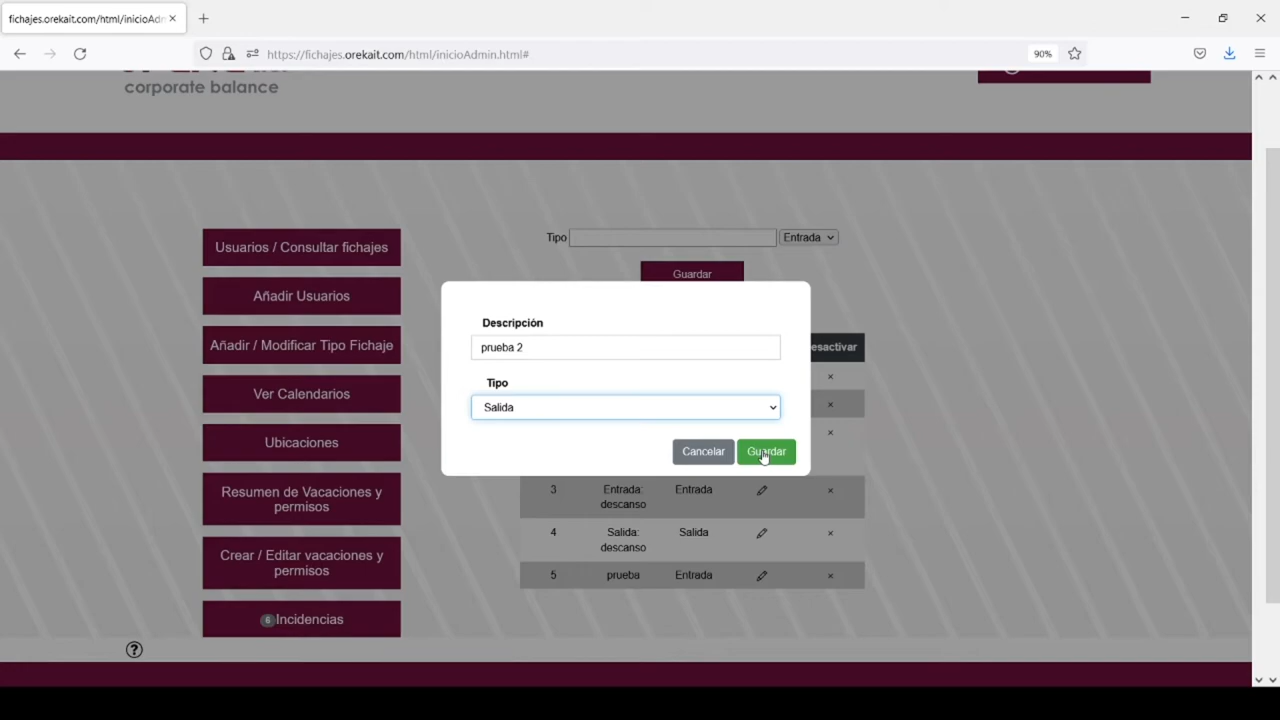 fichajes.orekait.com/html/inicioAdm
https://fichajes.orekait.com/html/inicioAdmin.html#
90%
corporate balance
Usuarios / Consultar fichajes
Añadir Usuarios
Añadir / Modificar Tipo Fichaje
Ver Calendarios
Ubicaciones
Resumen de Vacaciones y
permisos
Crear / Editar vacaciones y
permisos
6 Incidencias
Tipo
Entrada
Guardar
Descripción
prueba 2
Tipo
Salida
Cancelar
Guardar
esactivar
×
×
×
3 Entrada: Entrada ×
descanso
4 Salida: Salida ×
descanso
5 prueba Entrada ×
?